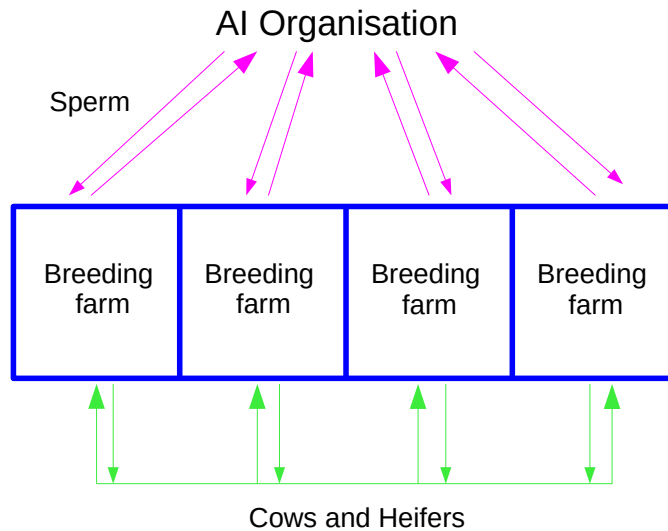 AI Organisation
Sperm
Breeding
farm
Breeding
farm
Breeding
farm
Breeding
farm
Cows and Heifers